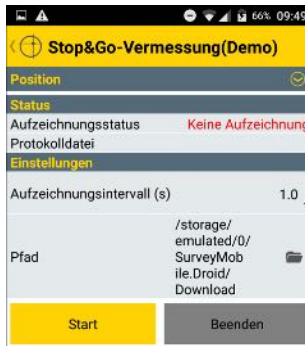 66% 09:49
Stop&Go-Vermessung(Demo)
Position
Status
Aufzeichnungsstatus Keine Aufzeichnung
Protokolldatei
Einstellungen
Aufzeichnungsintervall (s) 1.0
Pfad
/storage/
emulated/0/
SurveyMob
ile.Droid/
Download
Start Beenden